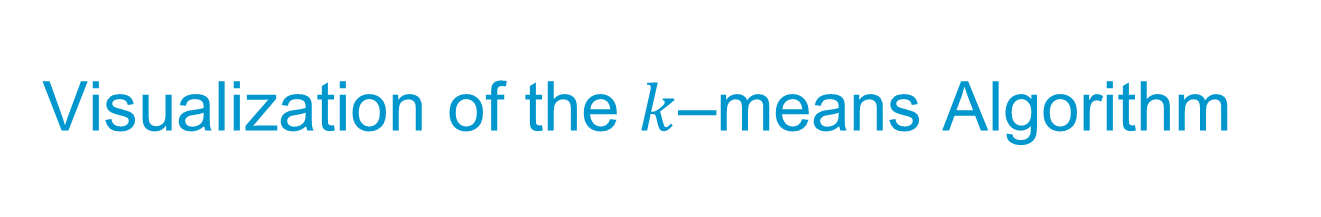 Visualization of the 𝑘–means Algorithm